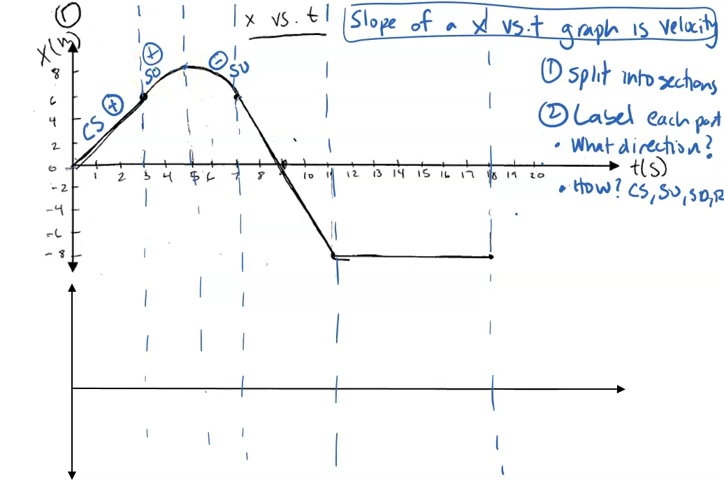 ①
x vs. t
Slope of a x vs. t graph is velocity
x(m)
+ +
SD
- SU
CS +
① Split into sections
② Label each part
• What direction?
• How? CS, SU, SD, R
8
6
4
2
0
-2
-4
-6
-8
1 2 3 4 5 6 7 8 9 10 11 12 13 14 15 16 17 18 19 20
t(s)